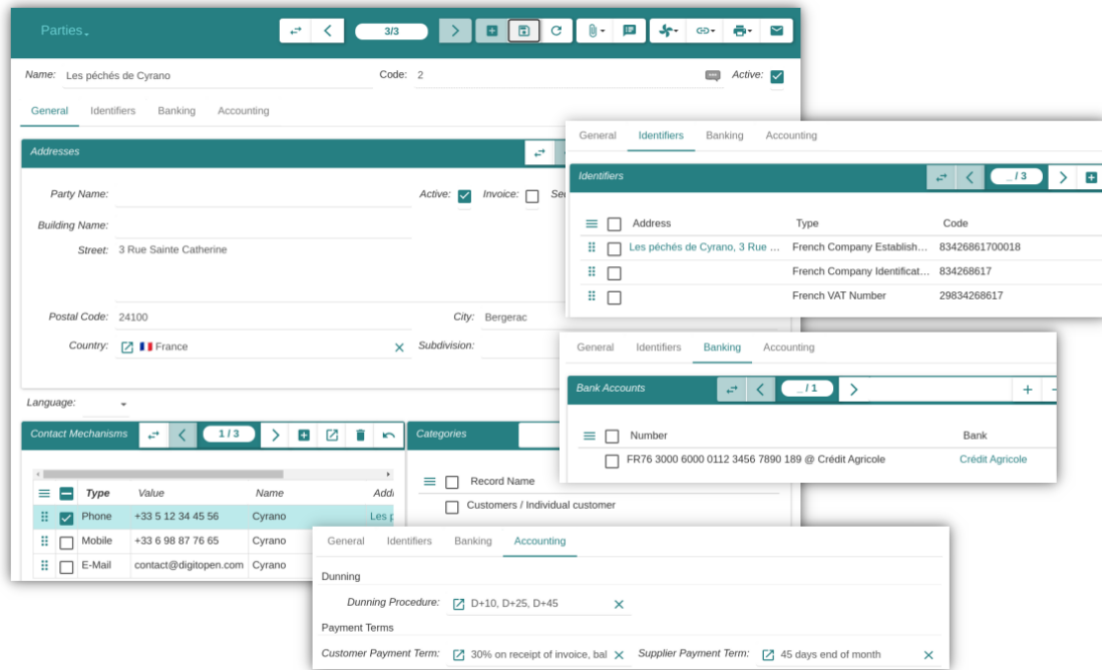 Parties
3/3
Name: Les péchés de Cyrano Code: 2 Active:
General Identifiers Banking Accounting
Addresses
Party Name: Active: Invoice:
Building Name:
Street: 3 Rue Sainte Catherine
Postal Code: 24100 City: Bergerac
Country: France Subdivision:
Language:
Contact Mechanisms 1 / 3
Type Value Name
Phone +33 5 12 34 45 56 Cyrano Les
Mobile +33 6 98 87 76 65 Cyrano
E-Mail contact@digitopen.com Cyrano
Categories
Record Name
Customers / Individual customer
General Identifiers Banking Accounting
Identifiers _ / 3
Address Type Code
Les péchés de Cyrano, 3 Rue ... French Company Establish... 83426861700018
French Company Identificat... 834268617
French VAT Number 29834268617
General Identifiers Banking Accounting
Bank Accounts _ / 1
Number Bank
FR76 3000 6000 0112 3456 7890 189 @ Crédit Agricole Crédit Agricole
General Identifiers Banking Accounting
Dunning
Dunning Procedure: D+10, D+25, D+45
Payment Terms
Customer Payment Term: 30% on receipt of invoice, bal Supplier Payment Term: 45 days end of month